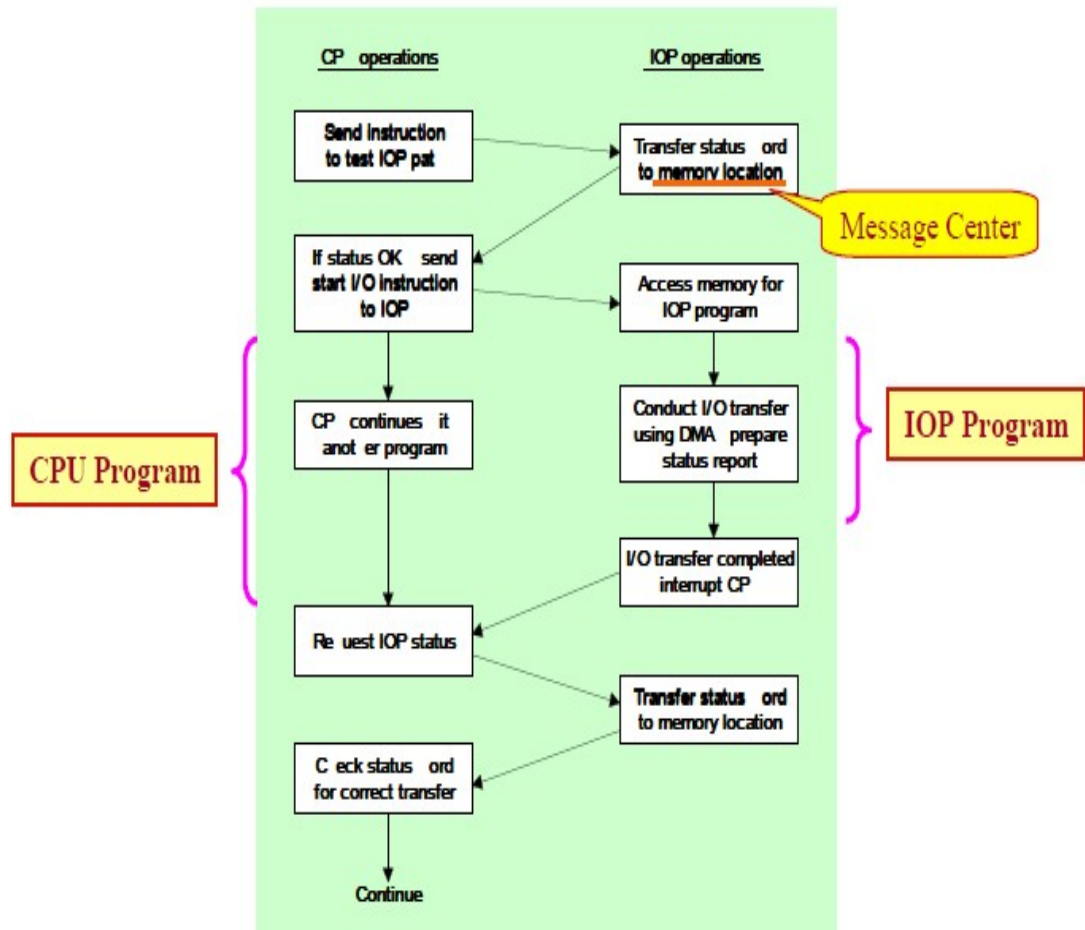 CP operations
IOP operations
Send instruction
to test IOP pat
Transfer status ord
to memory location
Message Center
If status OK send
start I/O instruction
to IOP
Access memory for
IOP program
CP continues it
anot er program
Conduct I/O transfer
using DMA prepare
status report
CPU Program
IOP Program
I/O transfer completed
interrupt CP
Re uest IOP status
Transfer status ord
to memory location
C eck status ord
for correct transfer
Continue